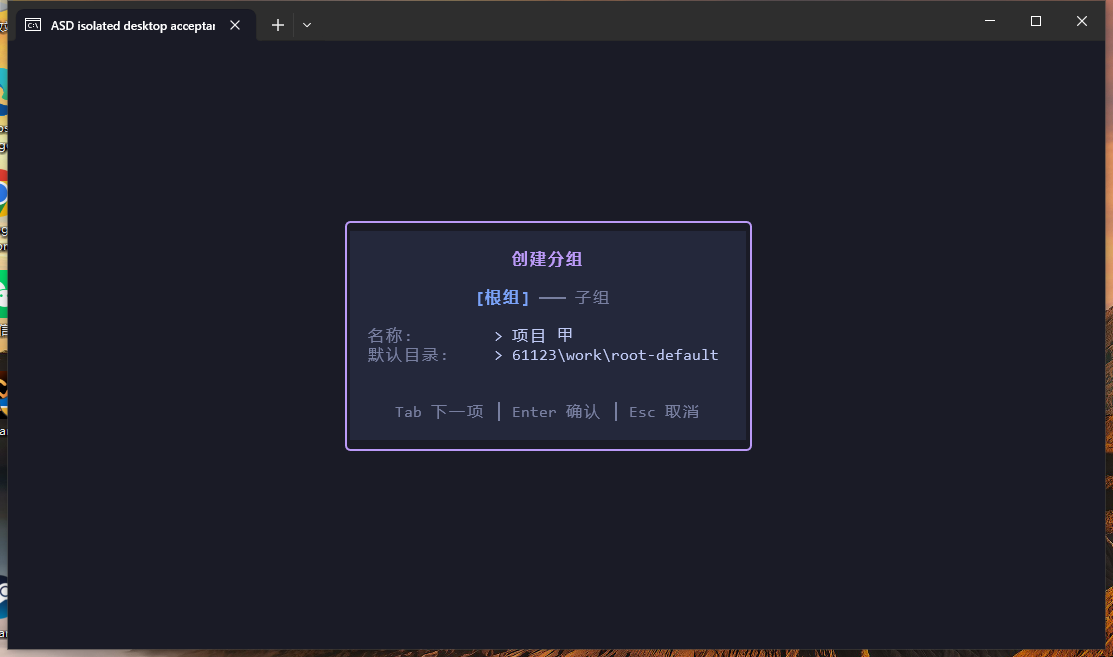 ASD isolated desktop acceptar
创建分组
[根组] —— 子组
名称: > 项目 甲
默认目录: > 61123\work\root-default
Tab 下一项 │ Enter 确认 │ Esc 取消